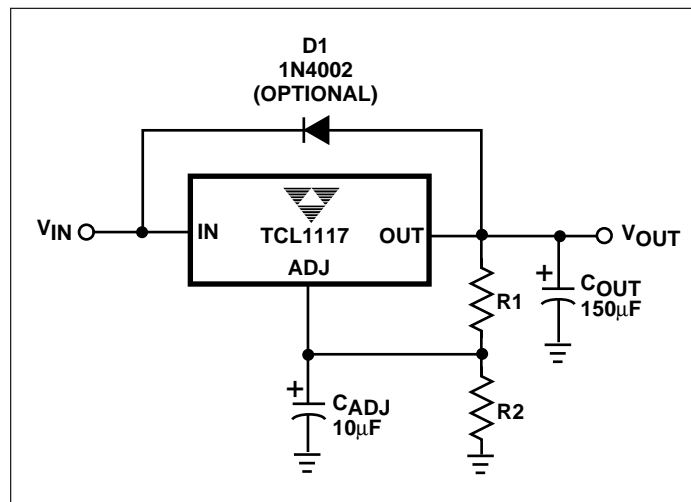 D1
1N4002
(OPTIONAL)
VIN
IN
TCL1117
OUT
ADJ
VOUT
+
COUT
150µF
R1
+
CADJ
10µF
R2